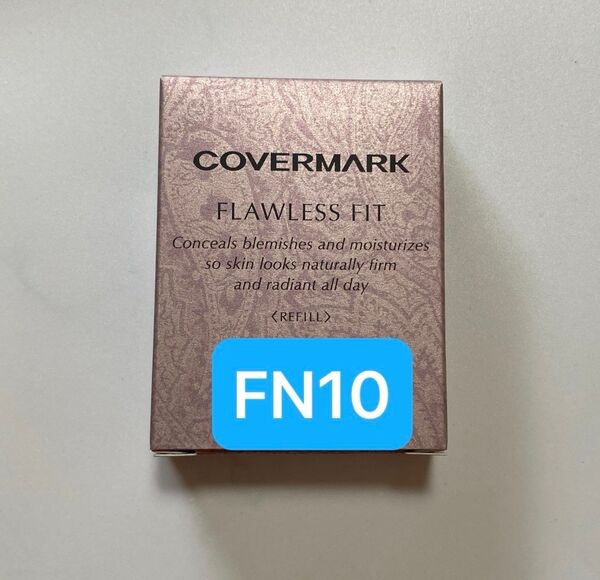 COVERMARK
FLAWLESS FIT
Conceals blemishes and moisturizes
so skin looks naturally firm
and radiant all day
〈REFILL〉
FN10